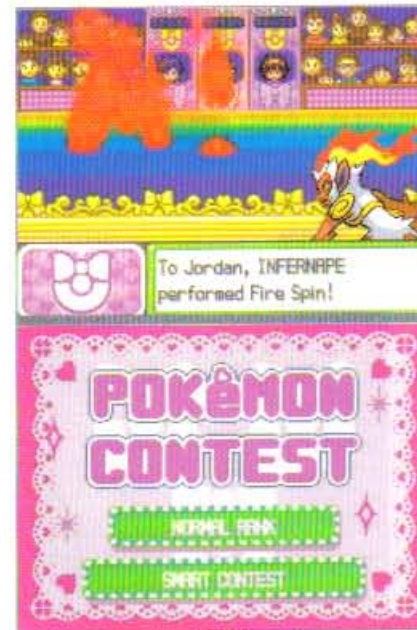 To Jordan, INFERNAPE
performed Fire Spin!
POKéMON
CONTEST
NORMAL RANK
SMART CONTEST